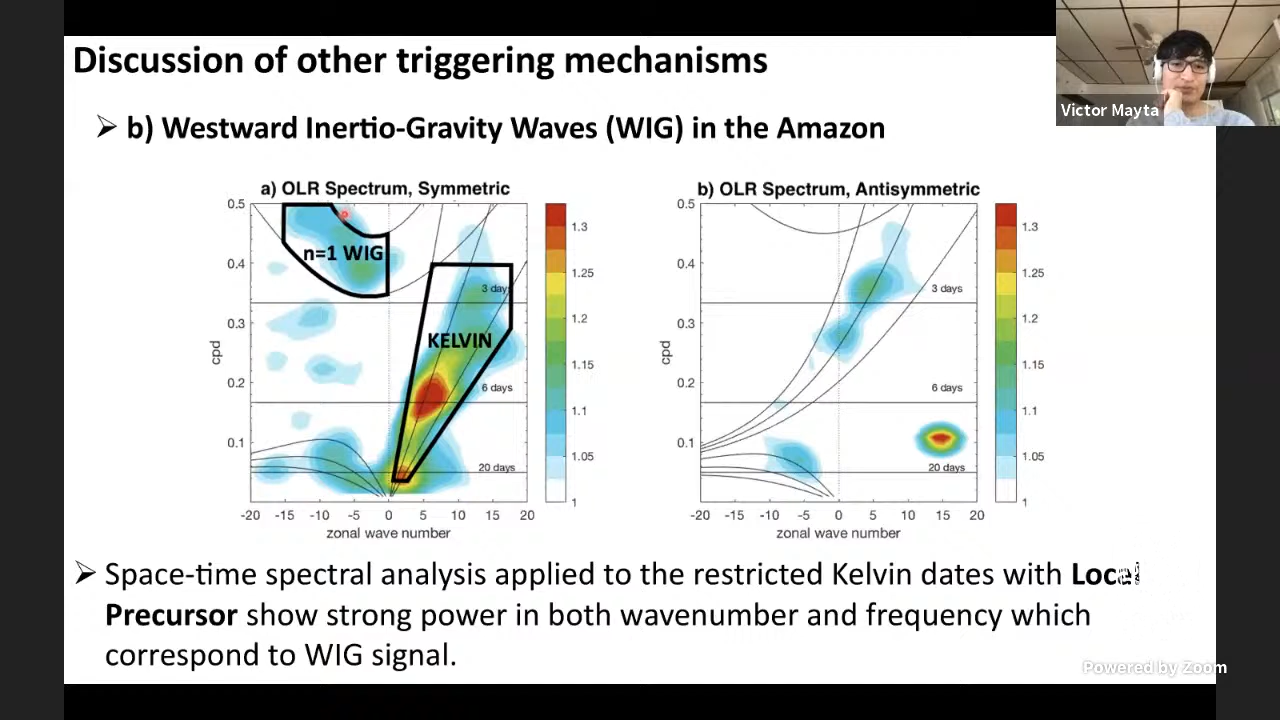 Discussion of other triggering mechanisms
Victor Mayta
➢ b) Westward Inertio-Gravity Waves (WIG) in the Amazon
a) OLR Spectrum, Symmetric
0.5
0.4
0.3
0.2
0.1
cpd
n=1 WIG
KELVIN
3 days
6 days
20 days
-20 -15 -10 -5 0 5 10 15 20
zonal wave number
1.3
1.25
1.2
1.15
1.1
1.05
1
b) OLR Spectrum, Antisymmetric
0.5
0.4
0.3
0.2
0.1
cpd
3 days
6 days
20 days
-20 -15 -10 -5 0 5 10 15 20
zonal wave number
1.3
1.25
1.2
1.15
1.1
1.05
1
➢ Space-time spectral analysis applied to the restricted Kelvin dates with
Precursor show strong power in both wavenumber and frequency which
correspond to WIG signal.
Powered by Zoom